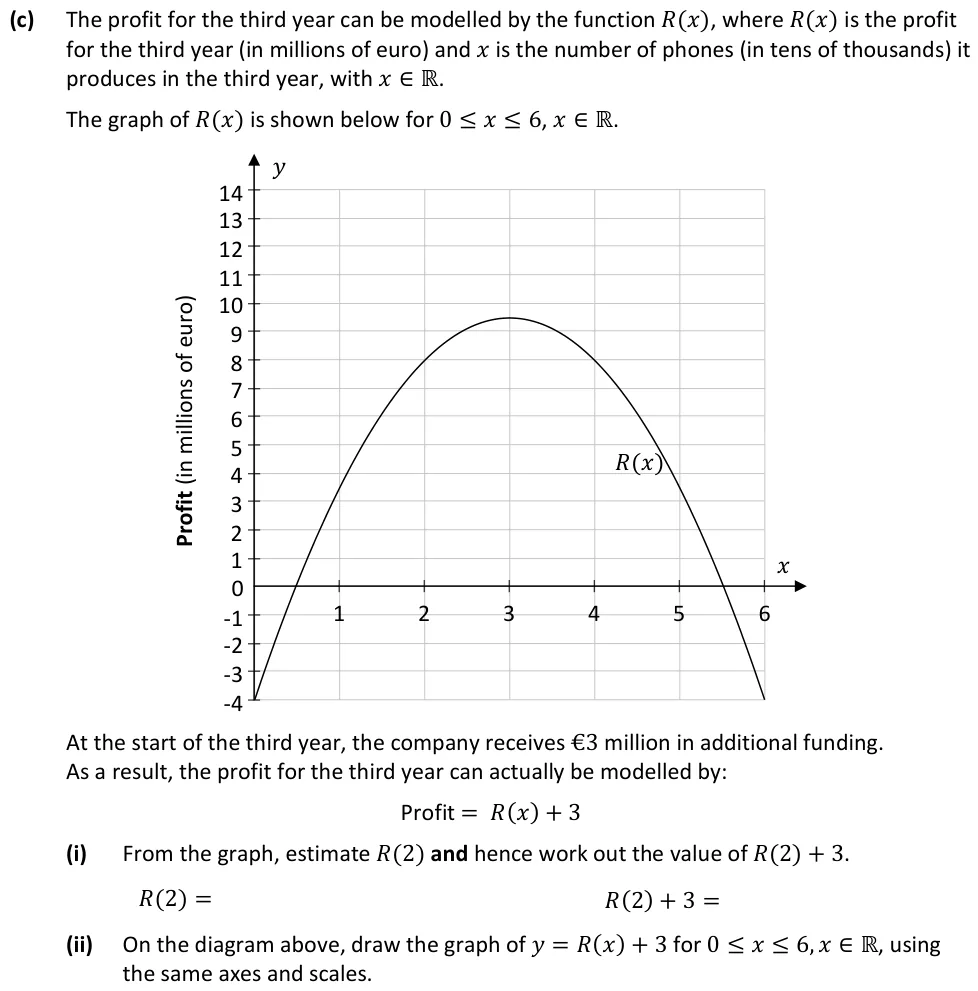 (c) The profit for the third year can be modelled by the function R(x), where R(x) is the profit
for the third year (in millions of euro) and x is the number of phones (in tens of thousands) it
produces in the third year, with x ∈ ℝ.
The graph of R(x) is shown below for 0 ≤ x ≤ 6, x ∈ ℝ.
y
14
13
12
11
10
9
8
7
6
5
4
3
2
1
0
-1
-2
-3
-4
Profit (in millions of euro)
R(x)
x
1 2 3 4 5 6
At the start of the third year, the company receives €3 million in additional funding.
As a result, the profit for the third year can actually be modelled by:
Profit = R(x) + 3
(i) From the graph, estimate R(2) and hence work out the value of R(2) + 3.
R(2) = R(2) + 3 =
(ii) On the diagram above, draw the graph of y = R(x) + 3 for 0 ≤ x ≤ 6, x ∈ ℝ, using
the same axes and scales.